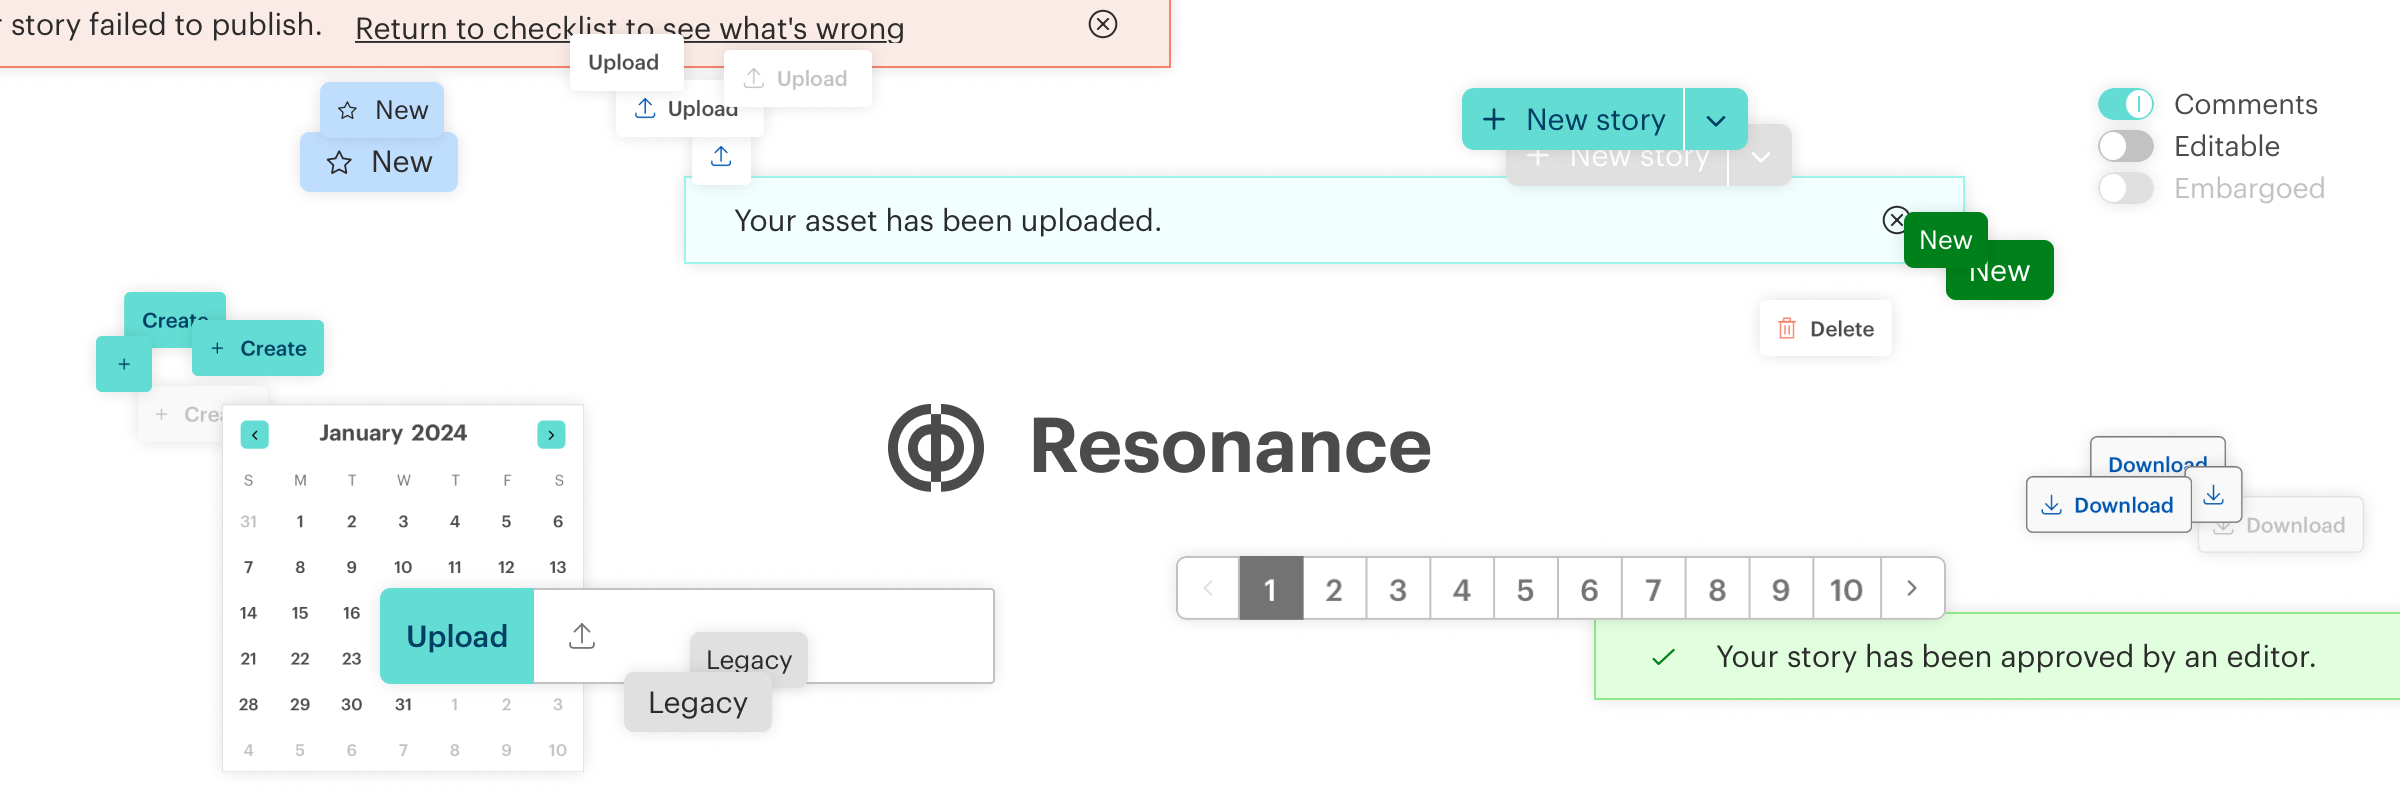 story failed to publish. Return to checklist to see what's wrong
Upload
Upload
Upload
New
New
New story
New story
Comments
Editable
Embargoed
Your asset has been uploaded.
New
New
Create
Create
Delete
January 2024
S M T W T F S
31 1 2 3 4 5 6
7 8 9 10 11 12 13
14 15 16
21 22 23
28 29 30 31 1 2 3
4 5 6 7 8 9 10
Resonance
Download
Download
Download
1 2 3 4 5 6 7 8 9 10
Upload
Legacy
Legacy
Your story has been approved by an editor.